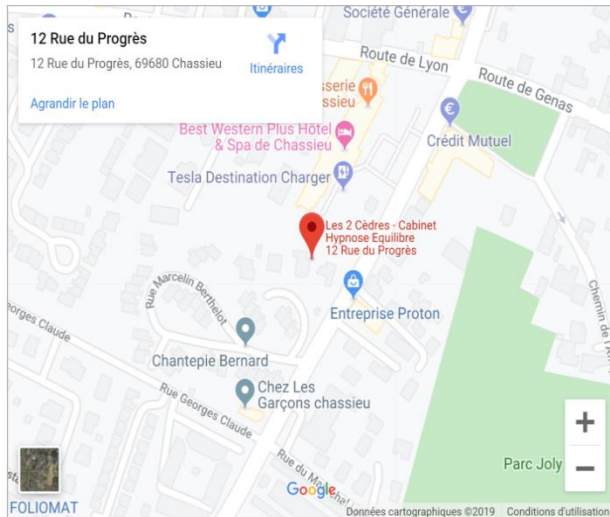 Société Générale
12 Rue du Progrès
12 Rue du Progrès, 69680 Chassieu
Itinéraires
Agrandir le plan
Route de Lyon
Route de Genas
sserie
assieu
Best Western Plus Hôtel
& Spa de Chassieu
Crédit Mutuel
Tesla Destination Charger
Les 2 Cèdres - Cabinet
Hypnose Equilibre
12 Rue du Progrès
Rue Marcelin Berthelot
Entreprise Proton
Chemin de l'A
orges Claude
Chantepie Bernard
Chez Les
Garçons chassieu
Rue Georges Claude
Rue du Ma
+
−
Parc Joly
Google
FOLIOMAT
Données cartographiques ©2019
Conditions d'utilisation